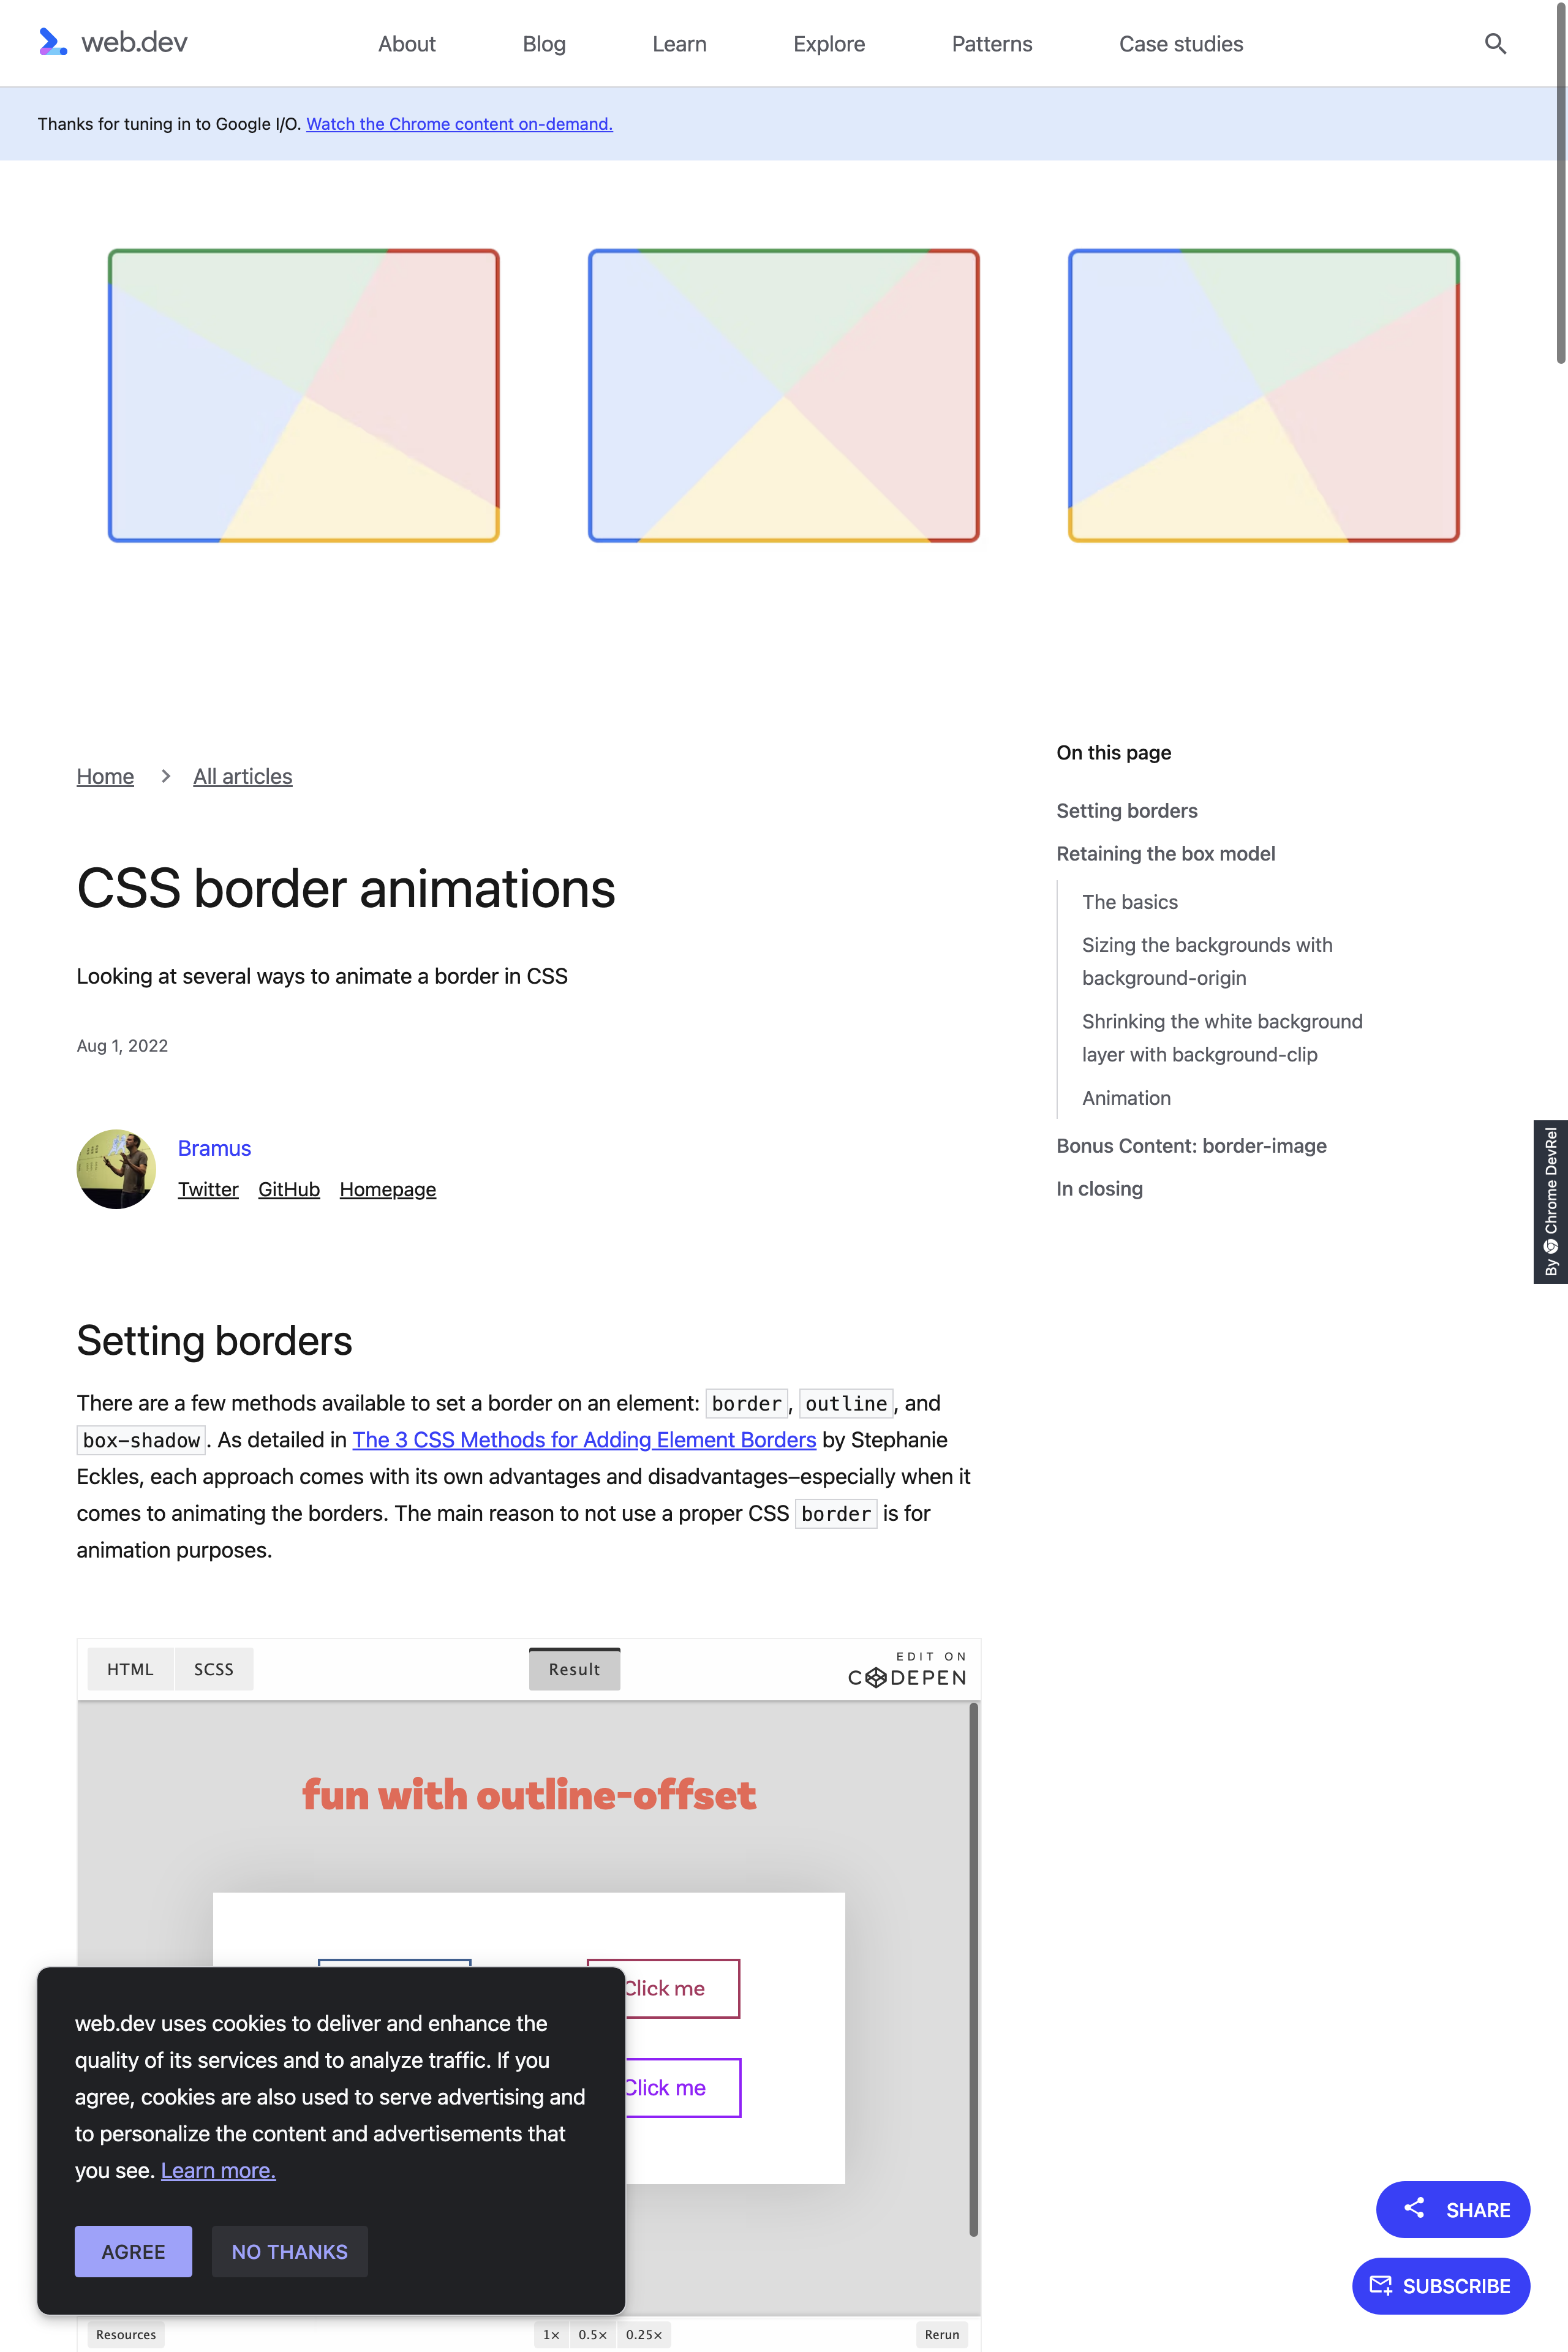 web.dev
About
Blog
Learn
Explore
Patterns
Case studies
Thanks for tuning in to Google I/O. Watch the Chrome content on-demand.
Home
All articles
CSS border animations
Looking at several ways to animate a border in CSS
Aug 1, 2022
Bramus
Twitter GitHub Homepage
On this page
Setting borders
Retaining the box model
The basics
Sizing the backgrounds with
background-origin
Shrinking the white background
layer with background-clip
Animation
Bonus Content: border-image
In closing
By Chrome DevRel
Setting borders
There are a few methods available to set a border on an element: border, outline, and
box-shadow. As detailed in The 3 CSS Methods for Adding Element Borders by Stephanie
Eckles, each approach comes with its own advantages and disadvantages–especially when it
comes to animating the borders. The main reason to not use a proper CSS border is for
animation purposes.
HTML
SCSS
Result
EDIT ON
CODEPEN
fun with outline-offset
Click me
Click me
web.dev uses cookies to deliver and enhance the
quality of its services and to analyze traffic. If you
agree, cookies are also used to serve advertising and
to personalize the content and advertisements that
you see. Learn more.
AGREE
NO THANKS
SHARE
SUBSCRIBE
Resources
1×
0.5×
0.25×
Rerun